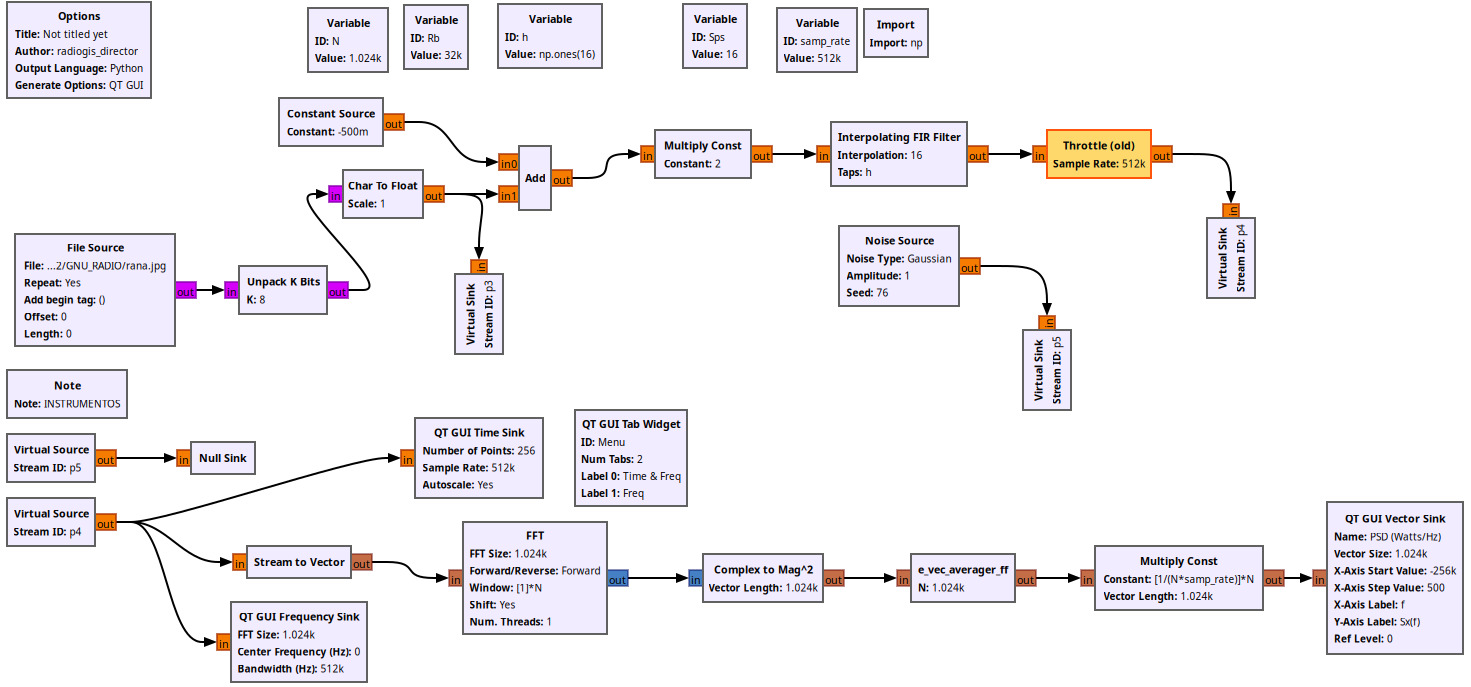 Options
Title: Not titled yet
Author: radiogis_director
Output Language: Python
Generate Options: QT GUI
Variable
ID: N
Value: 1.024k
Variable
ID: Rb
Value: 32k
Variable
ID: h
Value: np.ones(16)
Variable
ID: Sps
Value: 16
Variable
ID: samp_rate
Value: 512k
Import
Import: np
Constant Source
Constant: -500m
out
in0
in1
Add
out
Char To Float
Scale: 1
in
out
in
Multiply Const
Constant: 2
out
in
Interpolating FIR Filter
Interpolation: 16
Taps: h
out
in
Throttle (old)
Sample Rate: 512k
out
in
Virtual Sink
Stream ID: p4
File Source
File: ...2/GNU_RADIO/rana.jpg
Repeat: Yes
Add begin tag: ()
Offset: 0
Length: 0
out
in
Unpack K Bits
K: 8
out
in
Virtual Sink
Stream ID: p3
Noise Source
Noise Type: Gaussian
Amplitude: 1
Seed: 76
out
in
Virtual Sink
Stream ID: p5
Note
Note: INSTRUMENTOS
Virtual Source
Stream ID: p5
out
in
Null Sink
Virtual Source
Stream ID: p4
out
in
QT GUI Time Sink
Number of Points: 256
Sample Rate: 512k
Autoscale: Yes
QT GUI Tab Widget
ID: Menu
Num Tabs: 2
Label 0: Time & Freq
Label 1: Freq
in
Stream to Vector
out
in
FFT
FFT Size: 1.024k
Forward/Reverse: Forward
Window: [1]*N
Shift: Yes
Num. Threads: 1
out
in
Complex to Mag^2
Vector Length: 1.024k
out
in
e_vec_averager_ff
N: 1.024k
out
in
Multiply Const
Constant: [1/(N*samp_rate)]*N
Vector Length: 1.024k
out
in
QT GUI Vector Sink
Name: PSD (Watts/Hz)
Vector Size: 1.024k
X-Axis Start Value: -256k
X-Axis Step Value: 500
X-Axis Label: f
Y-Axis Label: Sx(f)
Ref Level: 0
in
QT GUI Frequency Sink
FFT Size: 1.024k
Center Frequency (Hz): 0
Bandwidth (Hz): 512k